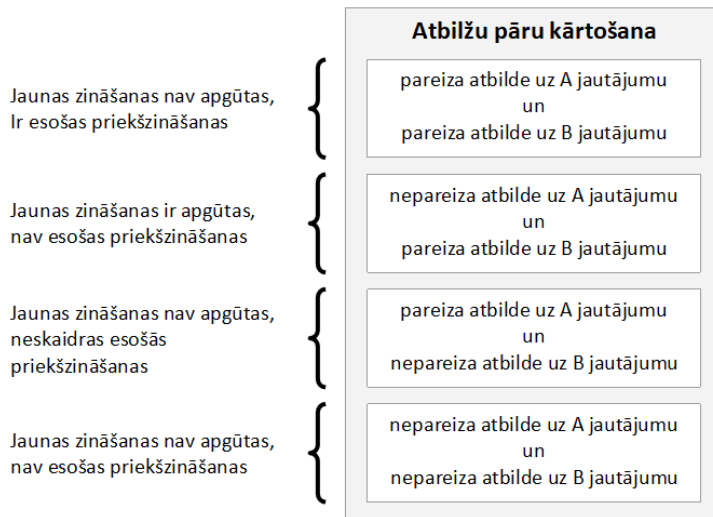 Atbilžu pāru kārtošana
Jaunas zināšanas nav apgūtas,
Ir esošas priekšzināšanas
pareiza atbilde uz A jautājumu
un
pareiza atbilde uz B jautājumu
Jaunas zināšanas ir apgūtas,
nav esošas priekšzināšanas
nepareiza atbilde uz A jautājumu
un
pareiza atbilde uz B jautājumu
Jaunas zināšanas nav apgūtas,
neskaidras esošās
priekšzināšanas
pareiza atbilde uz A jautājumu
un
nepareiza atbilde uz B jautājumu
Jaunas zināšanas nav apgūtas,
nav esošas priekšzināšanas
nepareiza atbilde uz A jautājumu
un
nepareiza atbilde uz B jautājumu